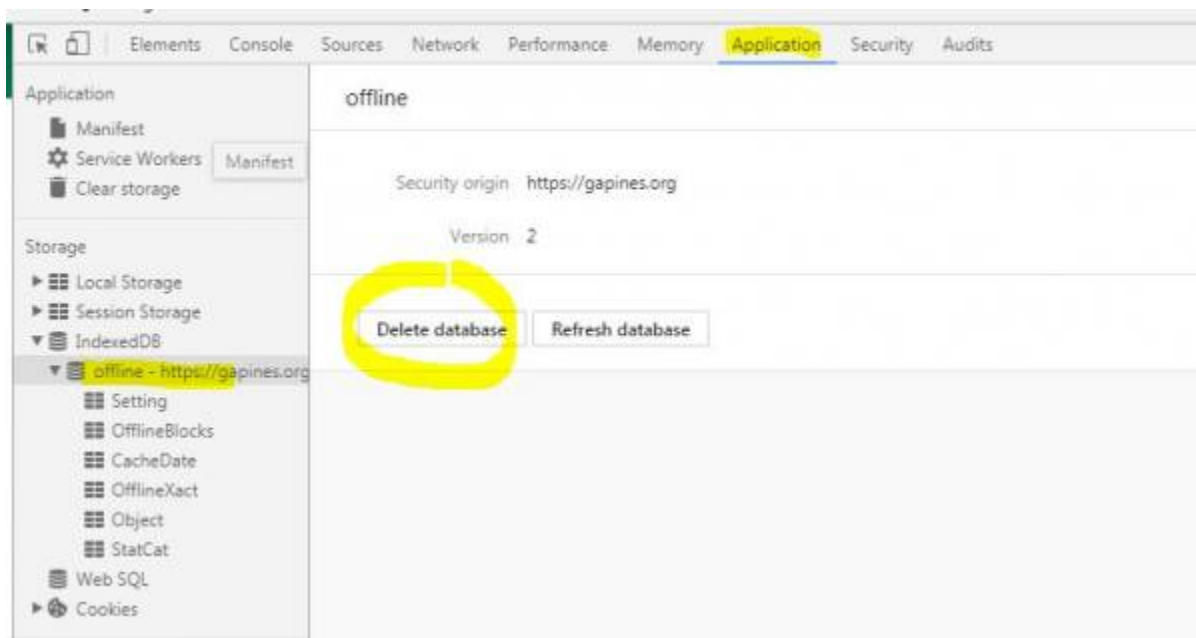 Elements Console Sources Network Performance Memory Application Security Audits
Application
Manifest
Service Workers
Manifest
Clear storage
Storage
Local Storage
Session Storage
IndexedDB
offline - https://gapines.org
Setting
OfflineBlocks
CacheDate
OfflineXact
Object
StatCat
Web SQL
Cookies
offline
Security origin https://gapines.org
Version 2
Delete database Refresh database